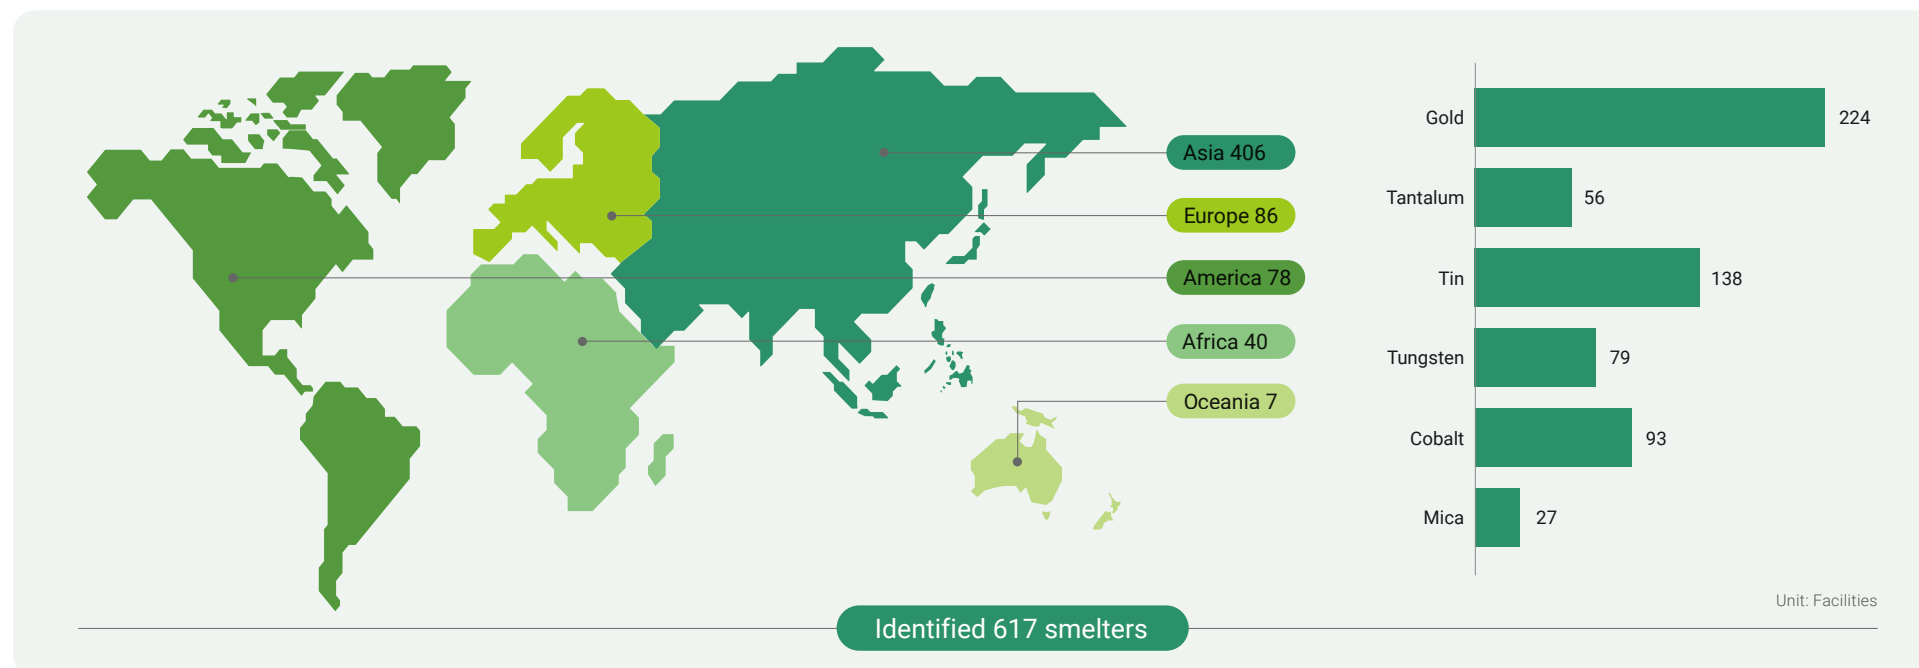 Asia 406
Europe 86
America 78
Africa 40
Oceania 7
Gold 224
Tantalum 56
Tin 138
Tungsten 79
Cobalt 93
Mica 27
Unit: Facilities
Identified 617 smelters